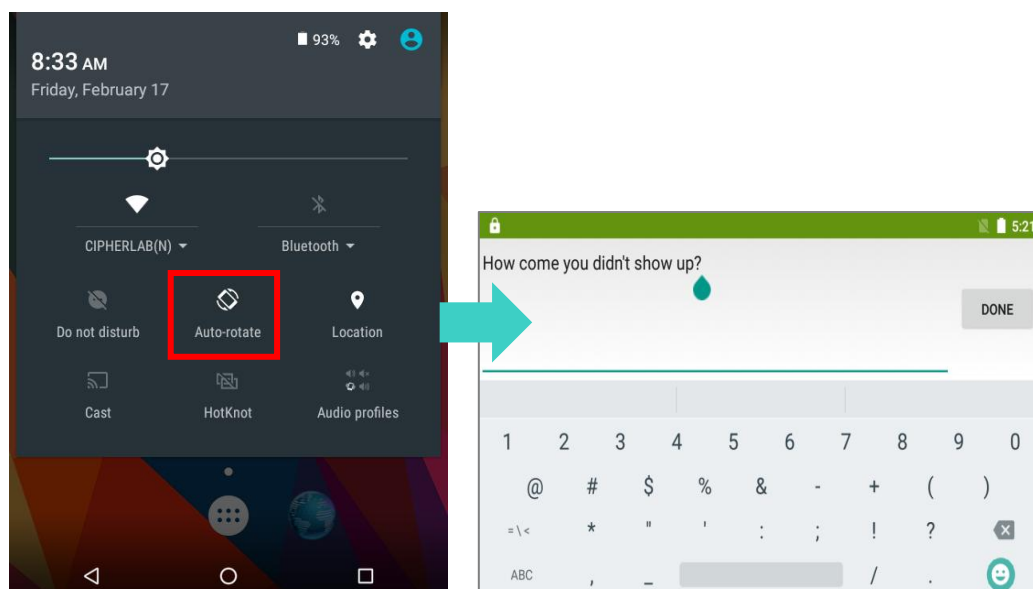 93%
8:33 AM
Friday, February 17
CIPHERLAB(N)
Bluetooth
Do not disturb
Auto-rotate
Location
Cast
HotKnot
Audio profiles
5:21
How come you didn't show up?
DONE
1 2 3 4 5 6 7 8 9 0
@ # $ % & - + ( )
= \ < * " ' : ; ! ?
ABC , _ / .